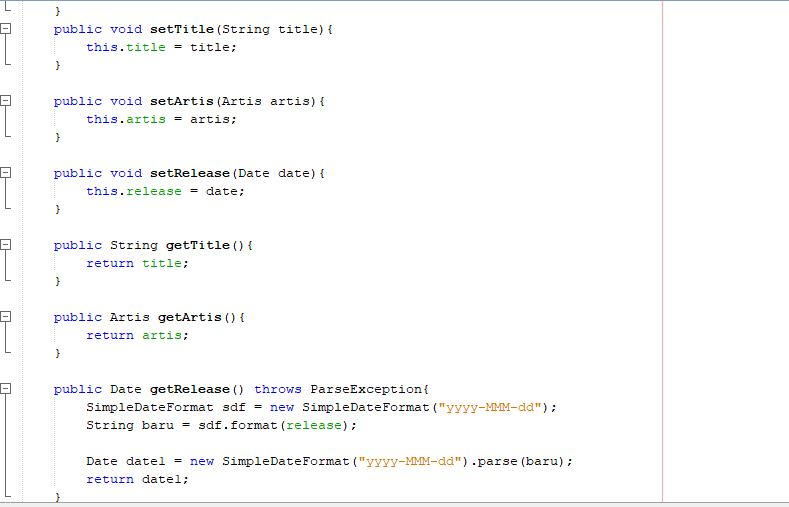 }
public void setTitle(String title){
this.title = title;
}
public void setArtis(Artis artis){
this.artis = artis;
}
public void setRelease(Date date){
this.release = date;
}
public String getTitle(){
return title;
}
public Artis getArtis(){
return artis;
}
public Date getRelease() throws ParseException{
SimpleDateFormat sdf = new SimpleDateFormat("yyyy-MMM-dd");
String baru = sdf.format(release);
Date date1 = new SimpleDateFormat("yyyy-MMM-dd").parse(baru);
return date1;
}